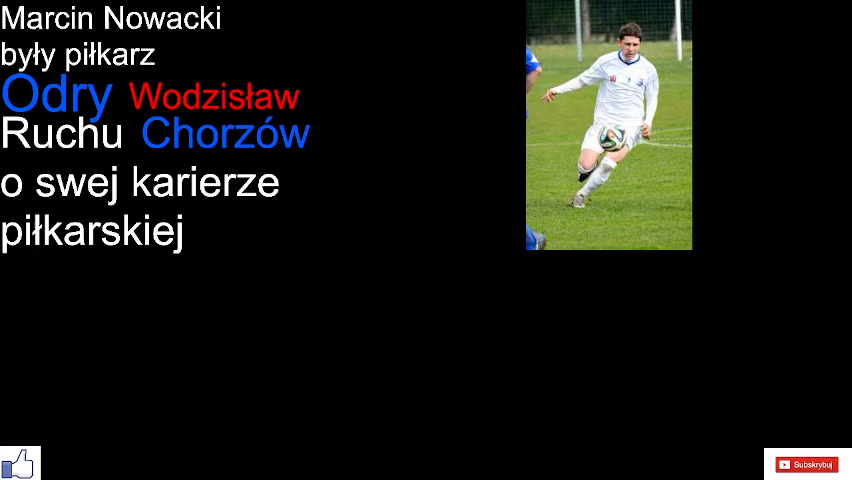 Marcin Nowacki
były piłkarz
Odry Wodzisław
Ruchu Chorzów
o swej karierze
piłkarskiej
Subskrybuj